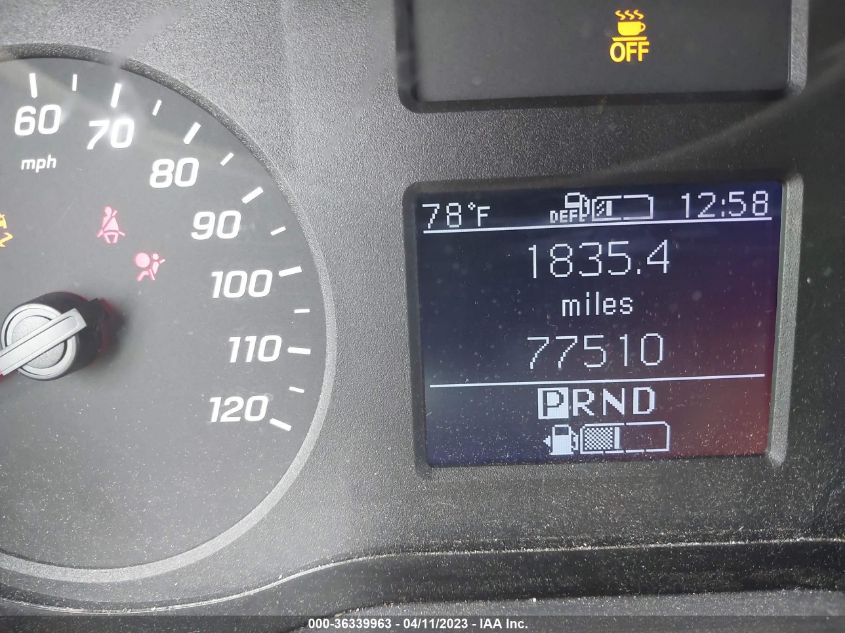 OFF
60
70
mph
80
90
100
110
120
78°F DEF 12:58
1835.4
miles
77510
PRND
000-36339963 - 04/11/2023 - IAA Inc.